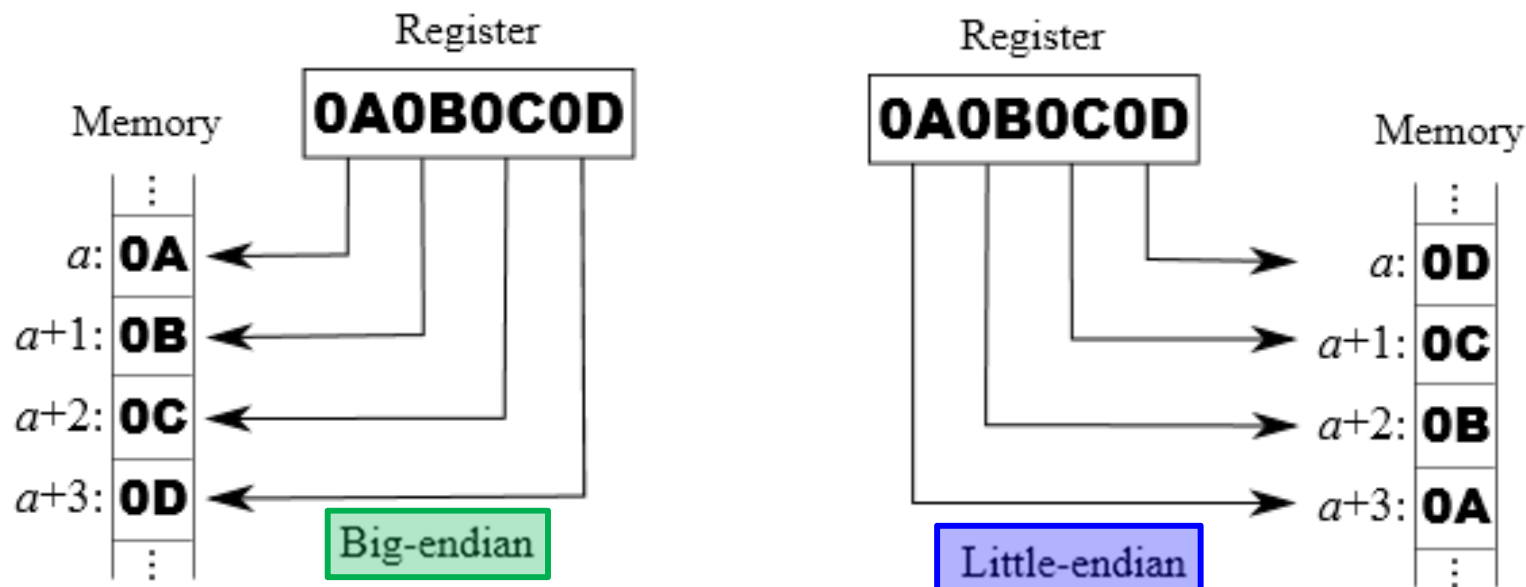 Register
0A0B0C0D
Memory
⋮
a: 0A
a+1: 0B
a+2: 0C
a+3: 0D
⋮
Big-endian
Register
0A0B0C0D
Memory
⋮
a: 0D
a+1: 0C
a+2: 0B
a+3: 0A
⋮
Little-endian